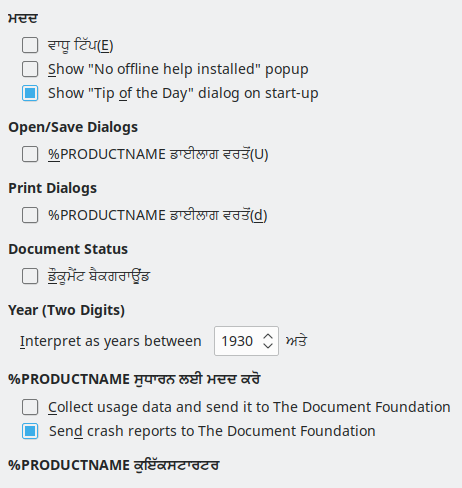 ਮਦਦ
ਵਾਧੂ ਟਿੱਪ(E)
Show "No offline help installed" popup
Show "Tip of the Day" dialog on start-up
Open/Save Dialogs
%PRODUCTNAME ਡਾਈਲਾਗ ਵਰਤੋਂ(U)
Print Dialogs
%PRODUCTNAME ਡਾਈਲਾਗ ਵਰਤੋਂ(d)
Document Status
ਡੌਕੂਮੈਂਟ ਬੈਕਗਰਾਊਂਡ
Year (Two Digits)
Interpret as years between 1930 ਅਤੇ
%PRODUCTNAME ਸੁਧਾਰਨ ਲਈ ਮਦਦ ਕਰੋ
Collect usage data and send it to The Document Foundation
Send crash reports to The Document Foundation
%PRODUCTNAME ਕੁਇੱਕਸਟਾਰਟਰ